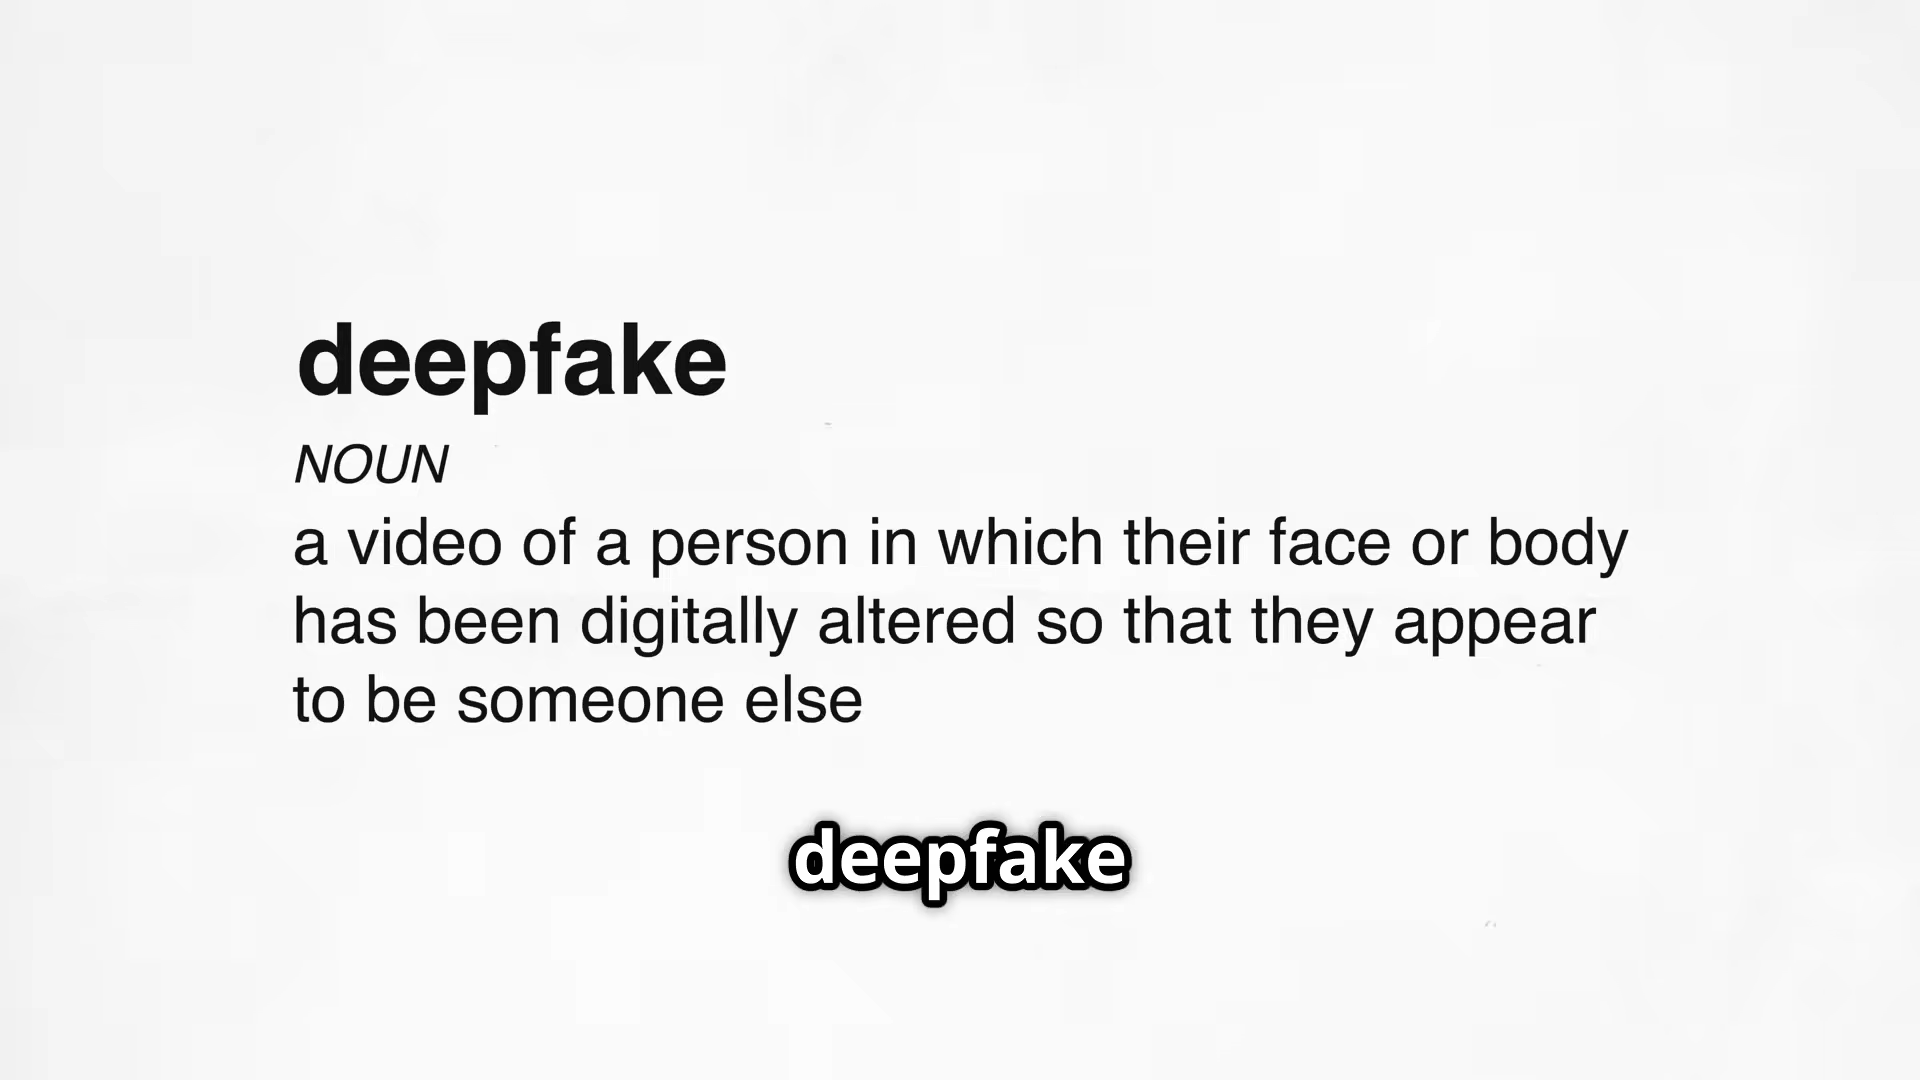 deepfake
NOUN
a video of a person in which their face or body
has been digitally altered so that they appear
to be someone else
deepfake